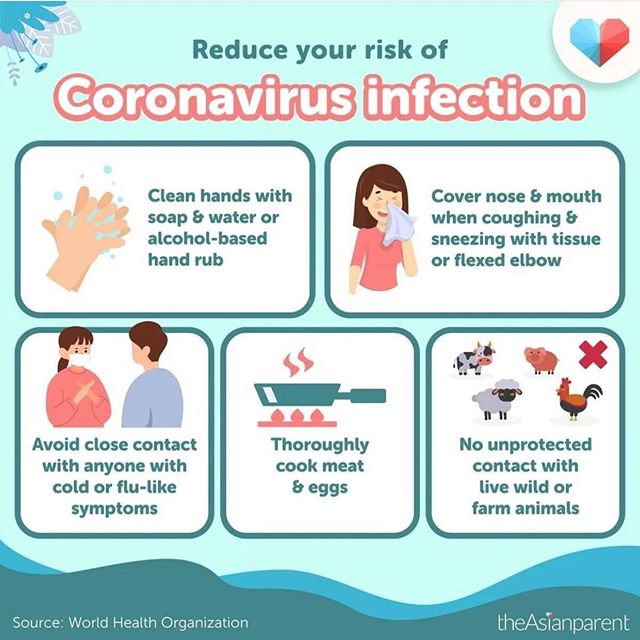 Reduce your risk of
Coronavirus infection
Clean hands with
soap & water or
alcohol-based
hand rub
Cover nose & mouth
when coughing &
sneezing with tissue
or flexed elbow
Avoid close contact
with anyone with
cold or flu-like
symptoms
Thoroughly
cook meat
& eggs
No unprotected
contact with
live wild or
farm animals
Source: World Health Organization
theAsianparent